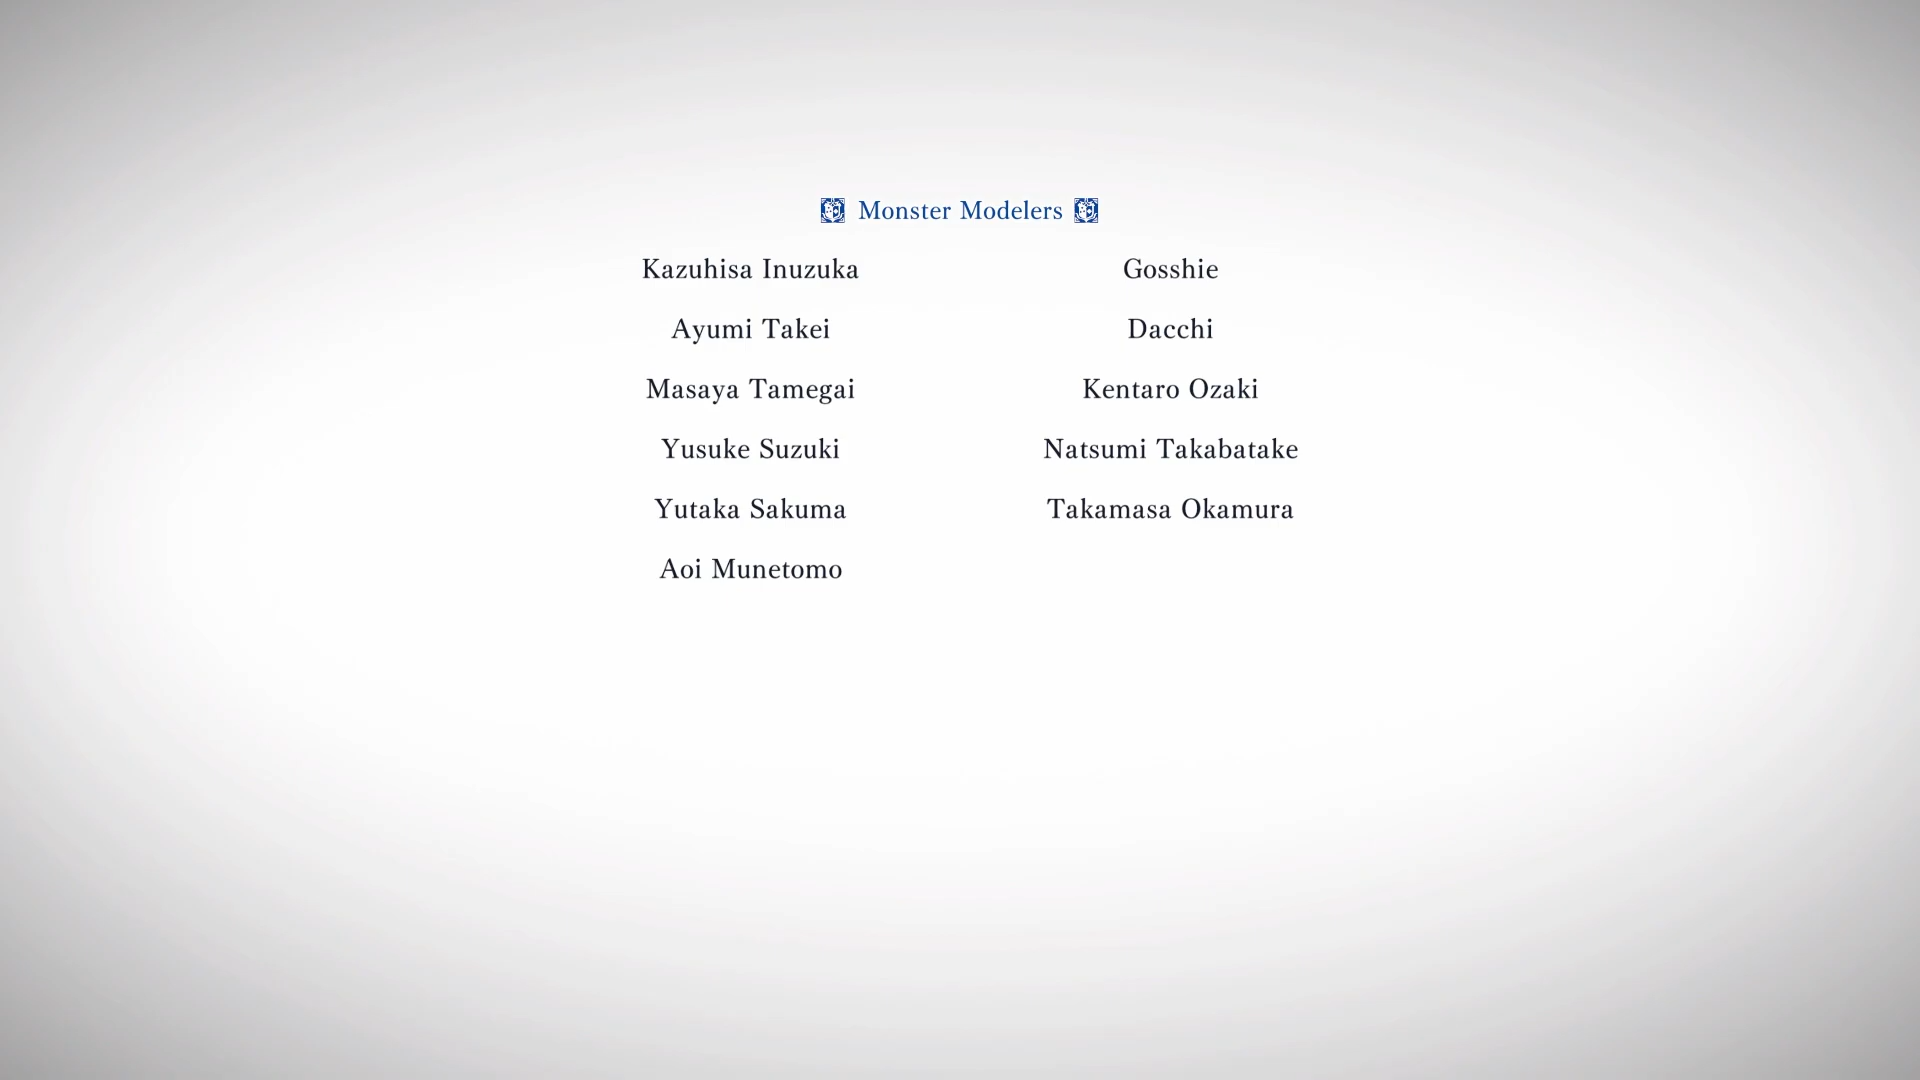 Monster Modelers
Kazuhisa Inuzuka
Gosshie
Ayumi Takei
Dacchi
Masaya Tamegai
Kentaro Ozaki
Yusuke Suzuki
Natsumi Takabatake
Yutaka Sakuma
Takamasa Okamura
Aoi Munetomo